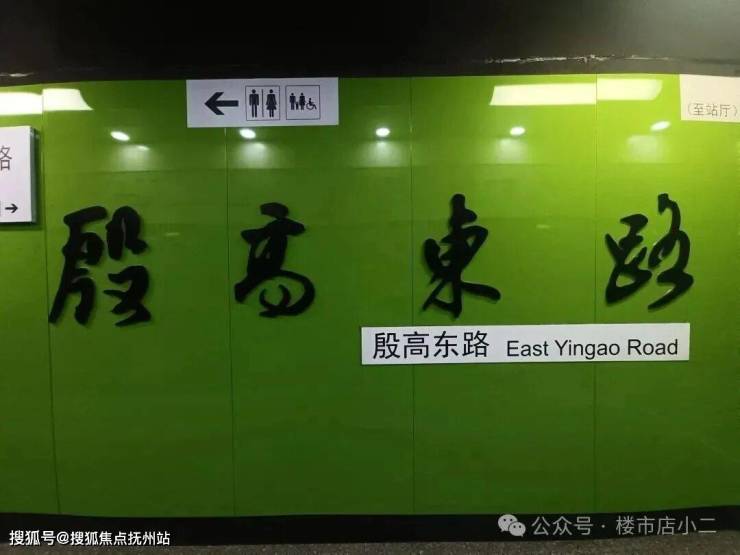 (至站厅)
路
→
殷高東路
殷高东路 East Yingao Road
搜狐号@搜狐焦点抚州站
公众号 · 楼市店小二